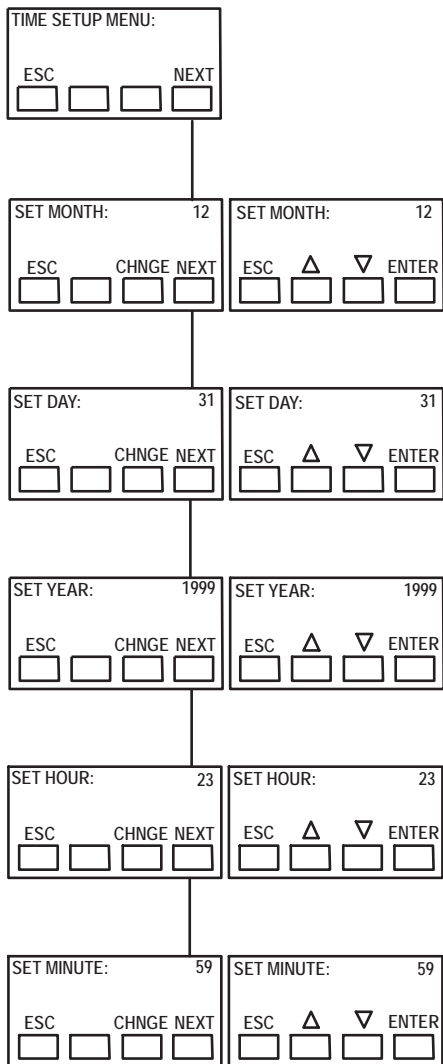 TIME SETUP MENU:
ESC NEXT
SET MONTH: 12
ESC CHNGE NEXT
SET MONTH: 12
ESC ENTER
SET DAY: 31
ESC CHNGE NEXT
SET DAY: 31
ESC ENTER
SET YEAR: 1999
ESC CHNGE NEXT
SET YEAR: 1999
ESC ENTER
SET HOUR: 23
ESC CHNGE NEXT
SET HOUR: 23
ESC ENTER
SET MINUTE: 59
ESC CHNGE NEXT
SET MINUTE: 59
ESC ENTER